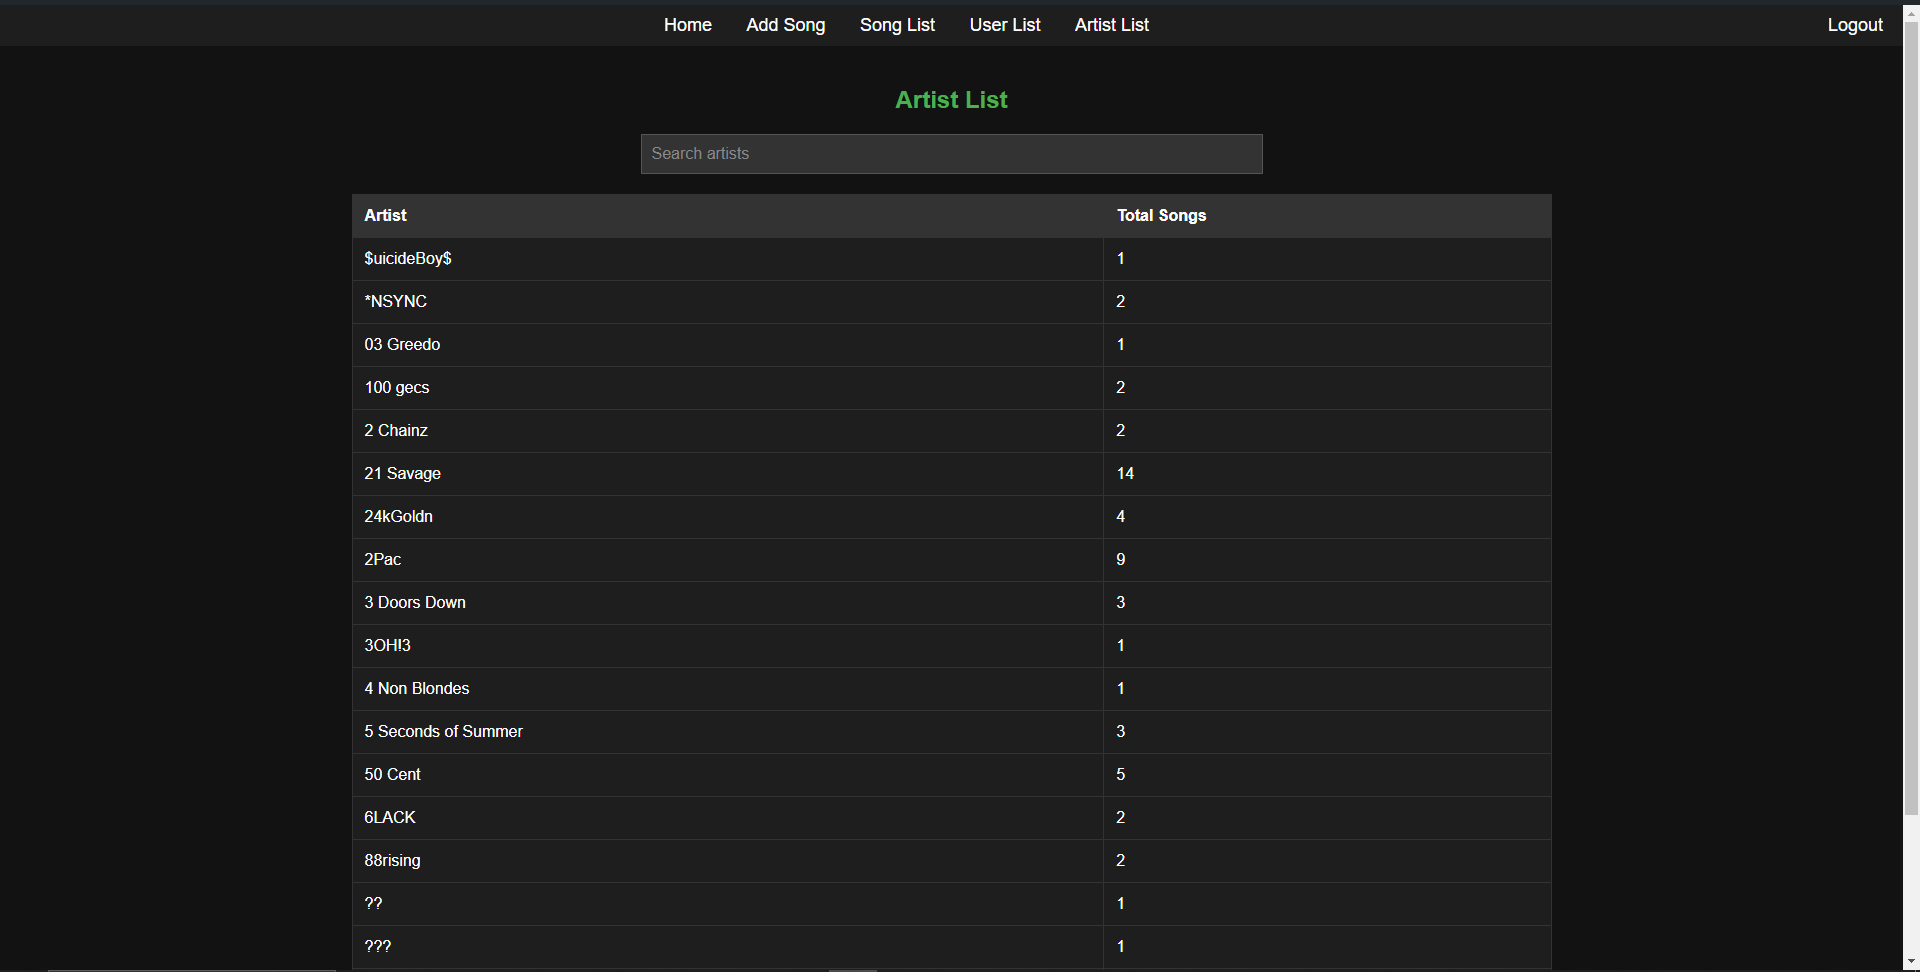 Home Add Song Song List User List Artist List Logout
Artist List
Search artists
Artist Total Songs
$uicideBoy$ 1
*NSYNC 2
03 Greedo 1
100 gecs 2
2 Chainz 2
21 Savage 14
24kGoldn 4
2Pac 9
3 Doors Down 3
3OH!3 1
4 Non Blondes 1
5 Seconds of Summer 3
50 Cent 5
6LACK 2
88rising 2
?? 1
??? 1